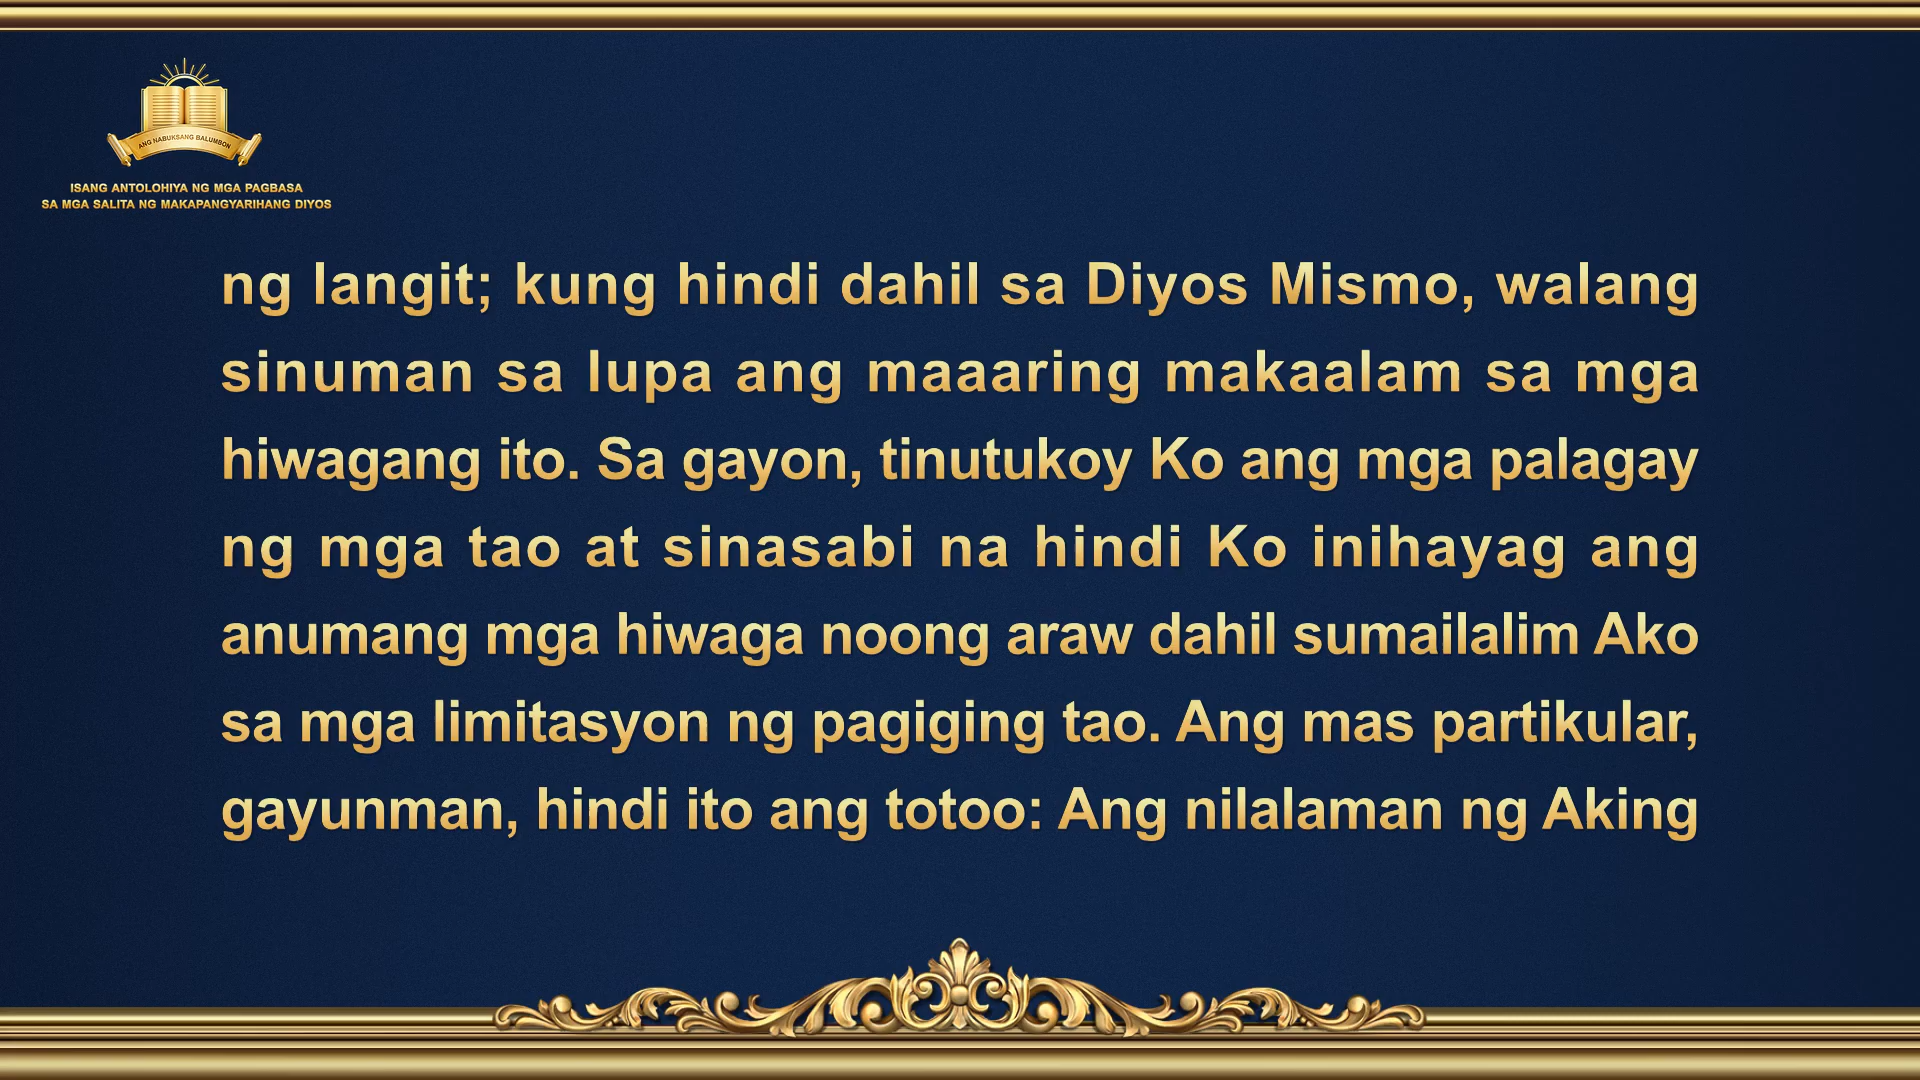 ANG NABUKSANG BALUMBON
ISANG ANTOLOHIYA NG MGA PAGBASA
SA MGA SALITA NG MAKAPANGYARIHANG DIYOS
ng langit; kung hindi dahil sa Diyos Mismo, walang
sinuman sa lupa ang maaaring makaalam sa mga
hiwagang ito. Sa gayon, tinutukoy Ko ang mga palagay
ng mga tao at sinasabi na hindi Ko inihayag ang
anumang mga hiwaga noong araw dahil sumailalim Ako
sa mga limitasyon ng pagiging tao. Ang mas partikular,
gayunman, hindi ito ang totoo: Ang nilalaman ng Aking